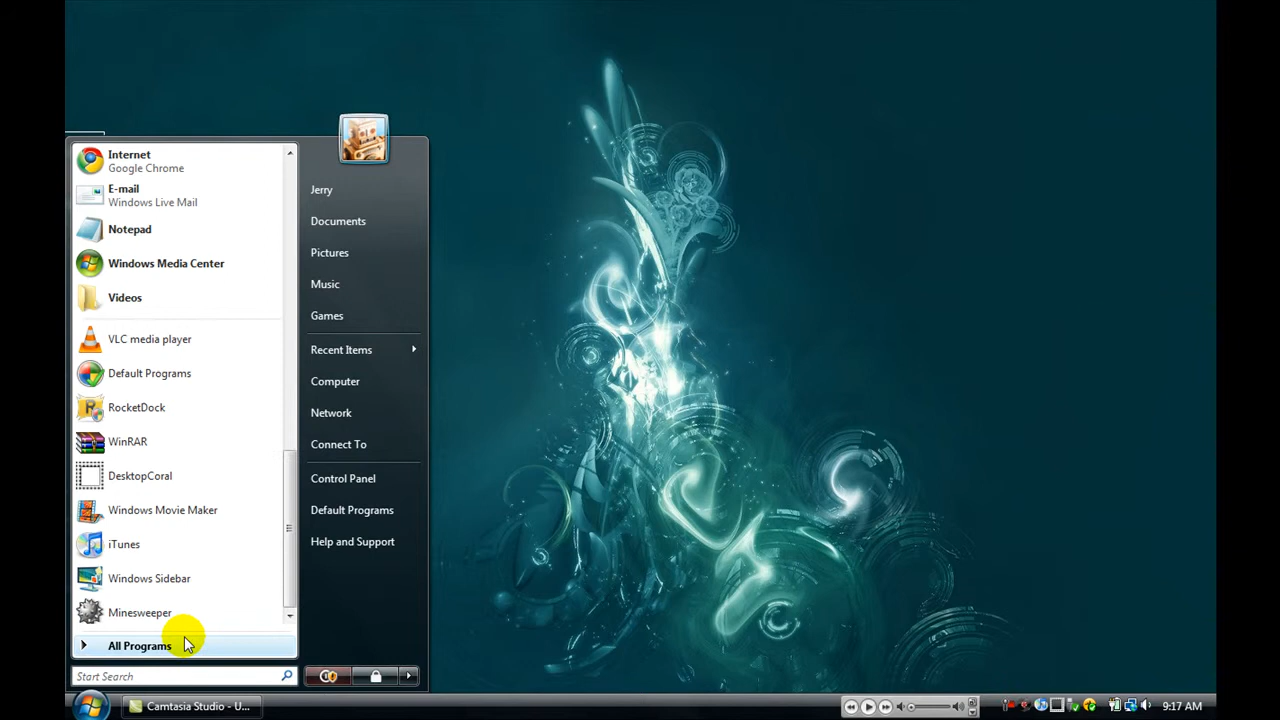 Internet
Google Chrome
E-mail
Windows Live Mail
Notepad
Windows Media Center
Videos
VLC media player
Default Programs
RocketDock
WinRAR
DesktopCoral
Windows Movie Maker
iTunes
Windows Sidebar
Minesweeper
All Programs
Start Search
Jerry
Documents
Pictures
Music
Games
Recent Items
Computer
Network
Connect To
Control Panel
Default Programs
Help and Support
Camtasia Studio - U...
9:17 AM